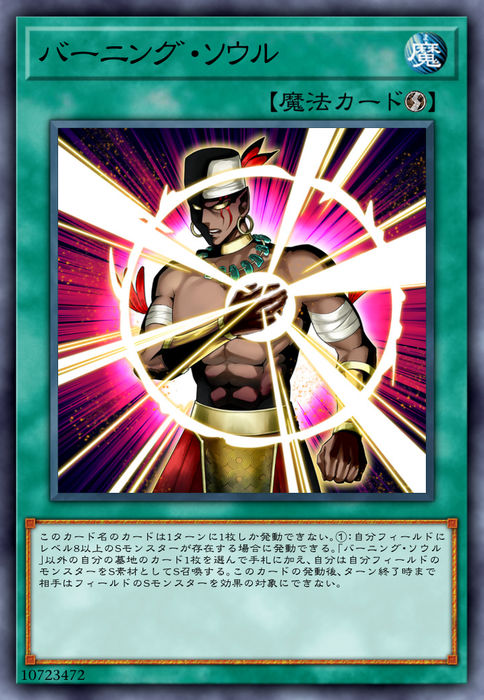 バーニング・ソウル
魔
【魔法カード】
このカード名のカードは1ターンに1枚しか発動できない。①:自分フィールドに
レベル8以上のSモンスターが存在する場合に発動できる。「バーニング・ソウル」
以外の自分の墓地のカード1枚を選んで手札に加え、自分は自分フィールドの
モンスターをS素材としてS召喚する。このカードの発動後、ターン終了時まで
相手はフィールドのSモンスターを効果の対象にできない。
10723472